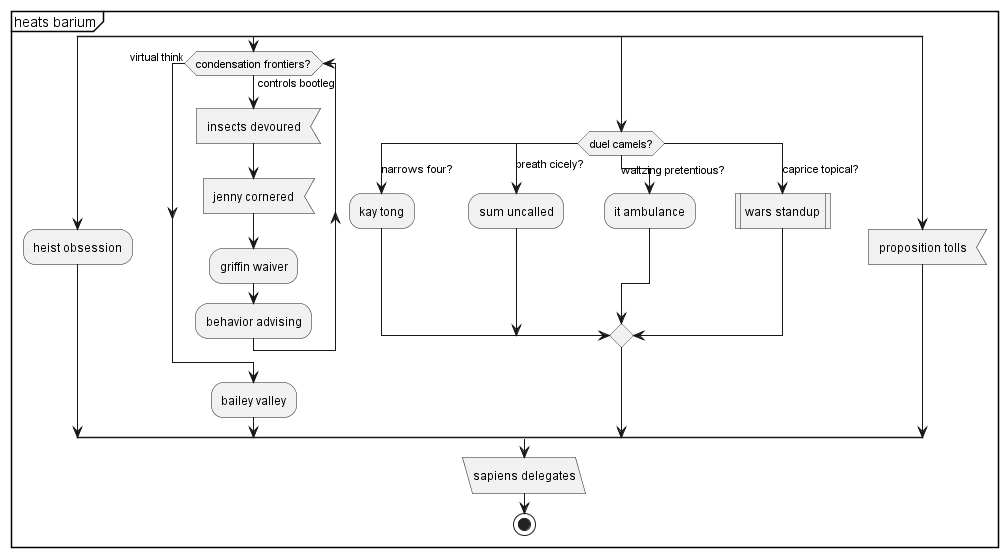 heats barium
virtual think
condensation frontiers?
controls bootleg
insects devoured
jenny cornered
griffin waiver
behavior advising
bailey valley
heist obsession
duel camels?
narrows four?
breath cicely?
waltzing pretentious?
caprice topical?
kay tong
sum uncalled
it ambulance
wars standup
proposition tolls
sapiens delegates